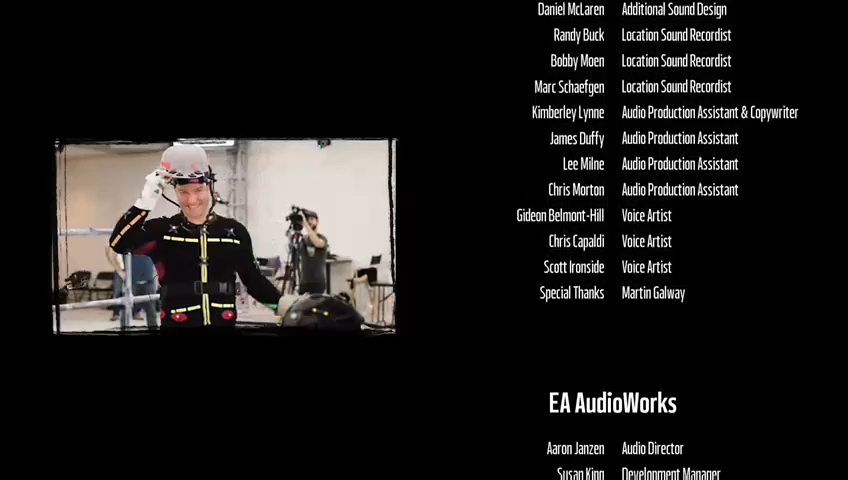 Daniel McLaren Additional Sound Design
Randy Buck Location Sound Recordist
Bobby Moen Location Sound Recordist
Marc Schaefgen Location Sound Recordist
Kimberley Lynne Audio Production Assistant & Copywriter
James Duffy Audio Production Assistant
Lee Milne Audio Production Assistant
Chris Morton Audio Production Assistant
Gideon Belmont-Hill Voice Artist
Chris Capaldi Voice Artist
Scott Ironside Voice Artist
Special Thanks Martin Galway
EA AudioWorks
Aaron Janzen Audio Director
Susan King Development Manager